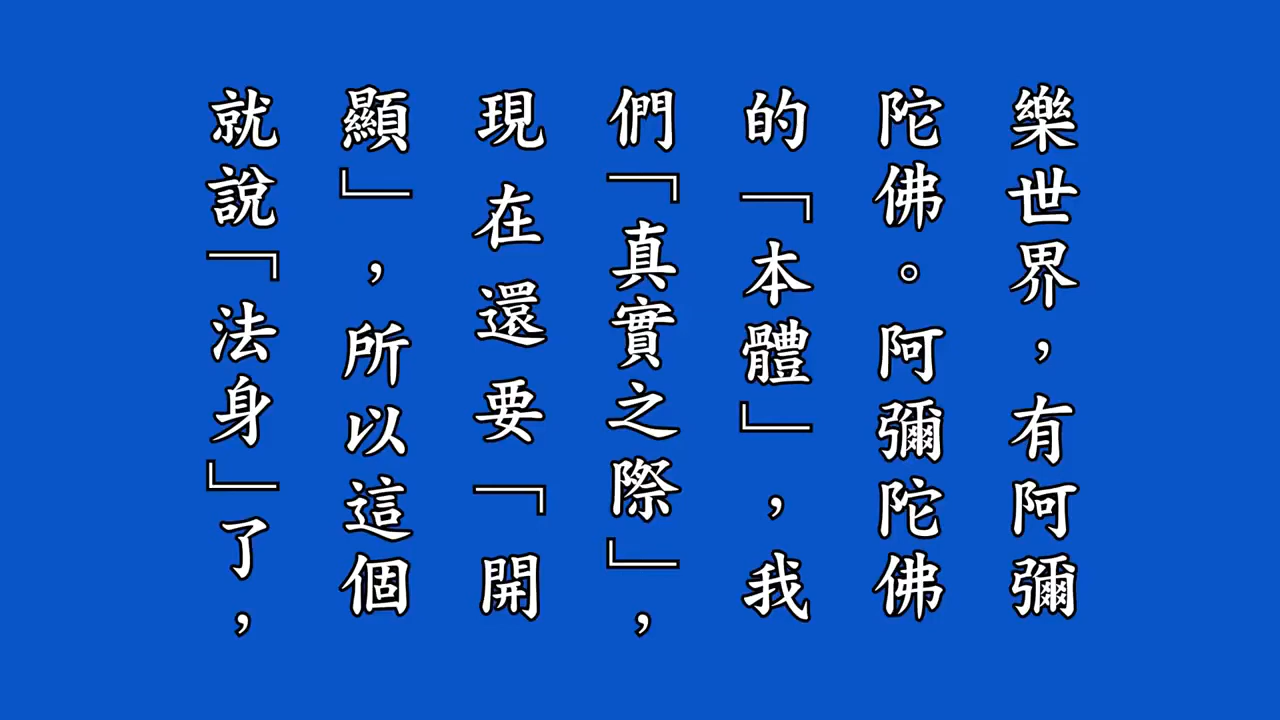 樂世界，有阿彌
陀佛。阿彌陀佛
的「本體」，我
們「真實之際」，
現在還要「開
顯」，所以這個
就說「法身」了，